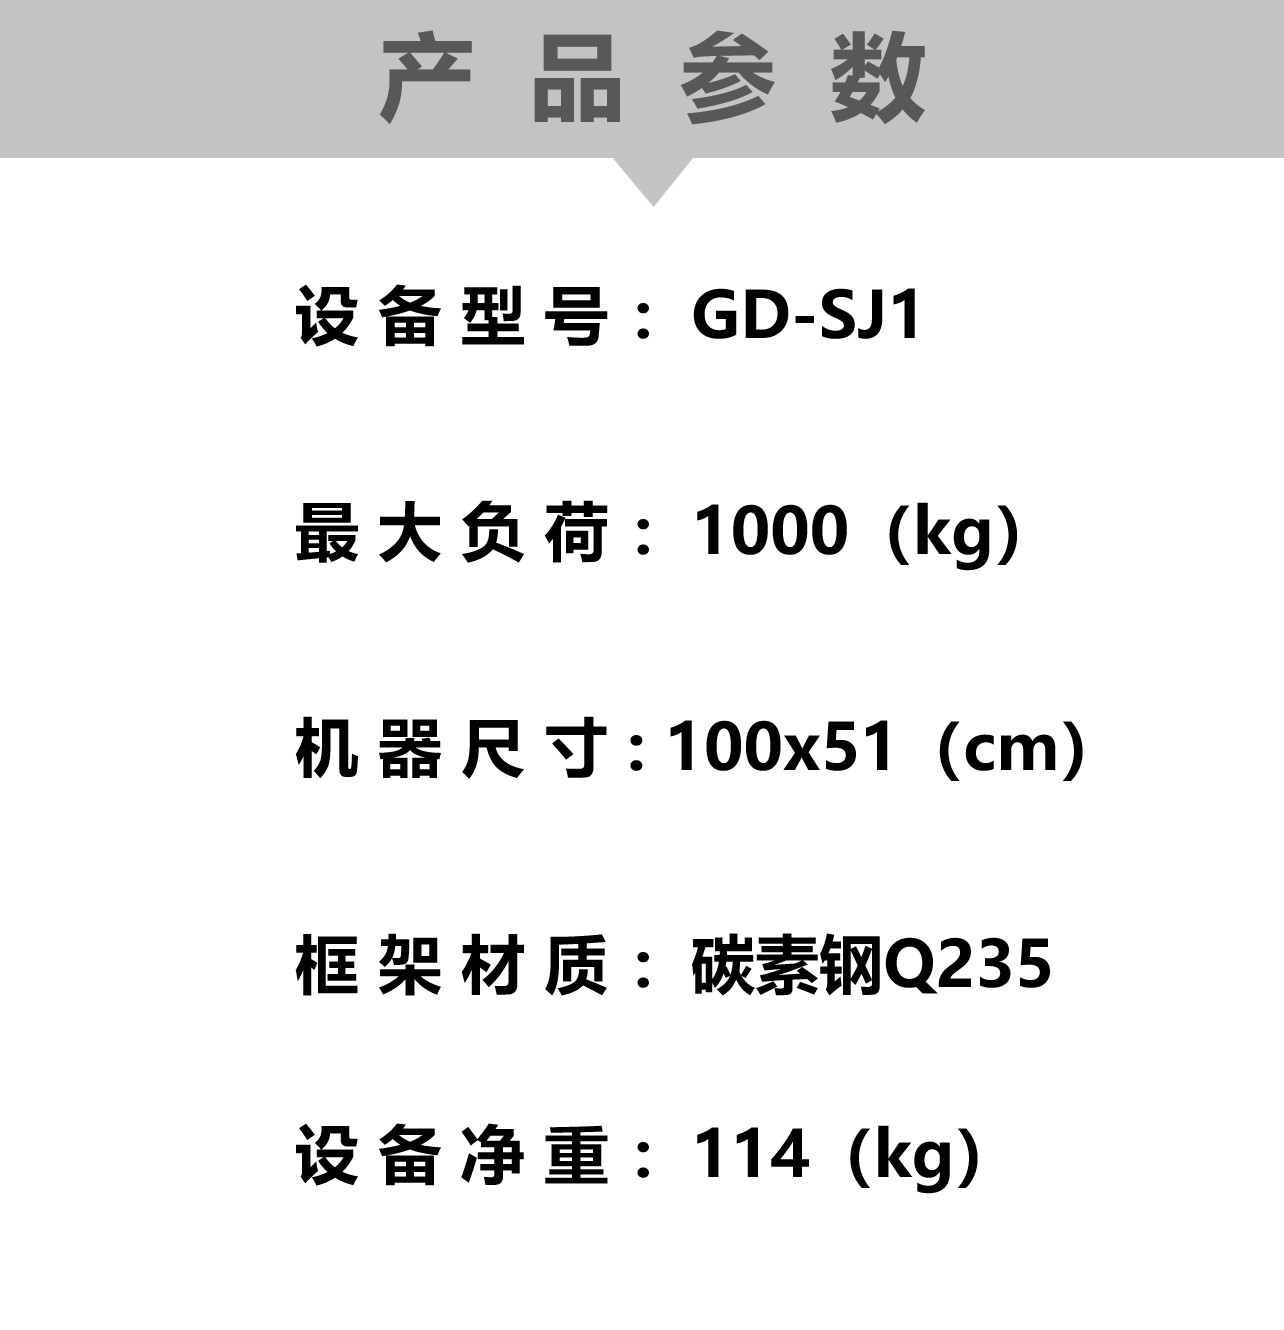 产品参数
设备型号: GD-SJ1
最大负荷: 1000 (kg)
机器尺寸: 100x51 (cm)
框架材质: 碳素钢Q235
设备净重: 114 (kg)